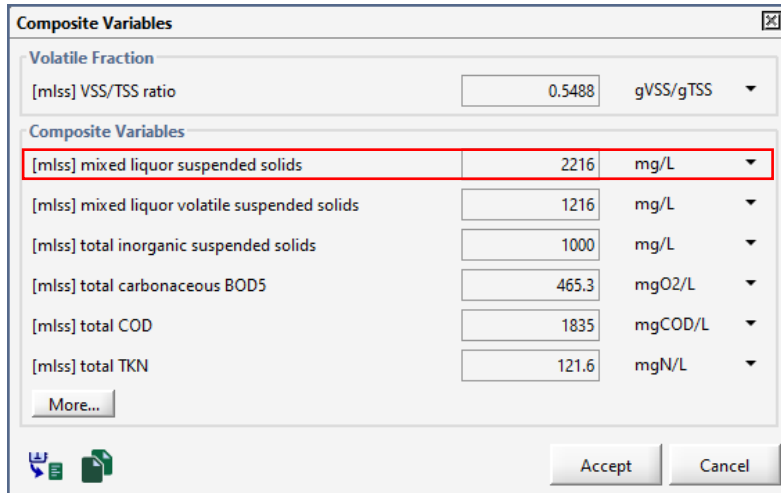 Composite Variables
Volatile Fraction
[mlss] VSS/TSS ratio 0.5488 gVSS/gTSS
Composite Variables
[mlss] mixed liquor suspended solids 2216 mg/L
[mlss] mixed liquor volatile suspended solids 1216 mg/L
[mlss] total inorganic suspended solids 1000 mg/L
[mlss] total carbonaceous BOD5 465.3 mgO2/L
[mlss] total COD 1835 mgCOD/L
[mlss] total TKN 121.6 mgN/L
More...
Accept Cancel